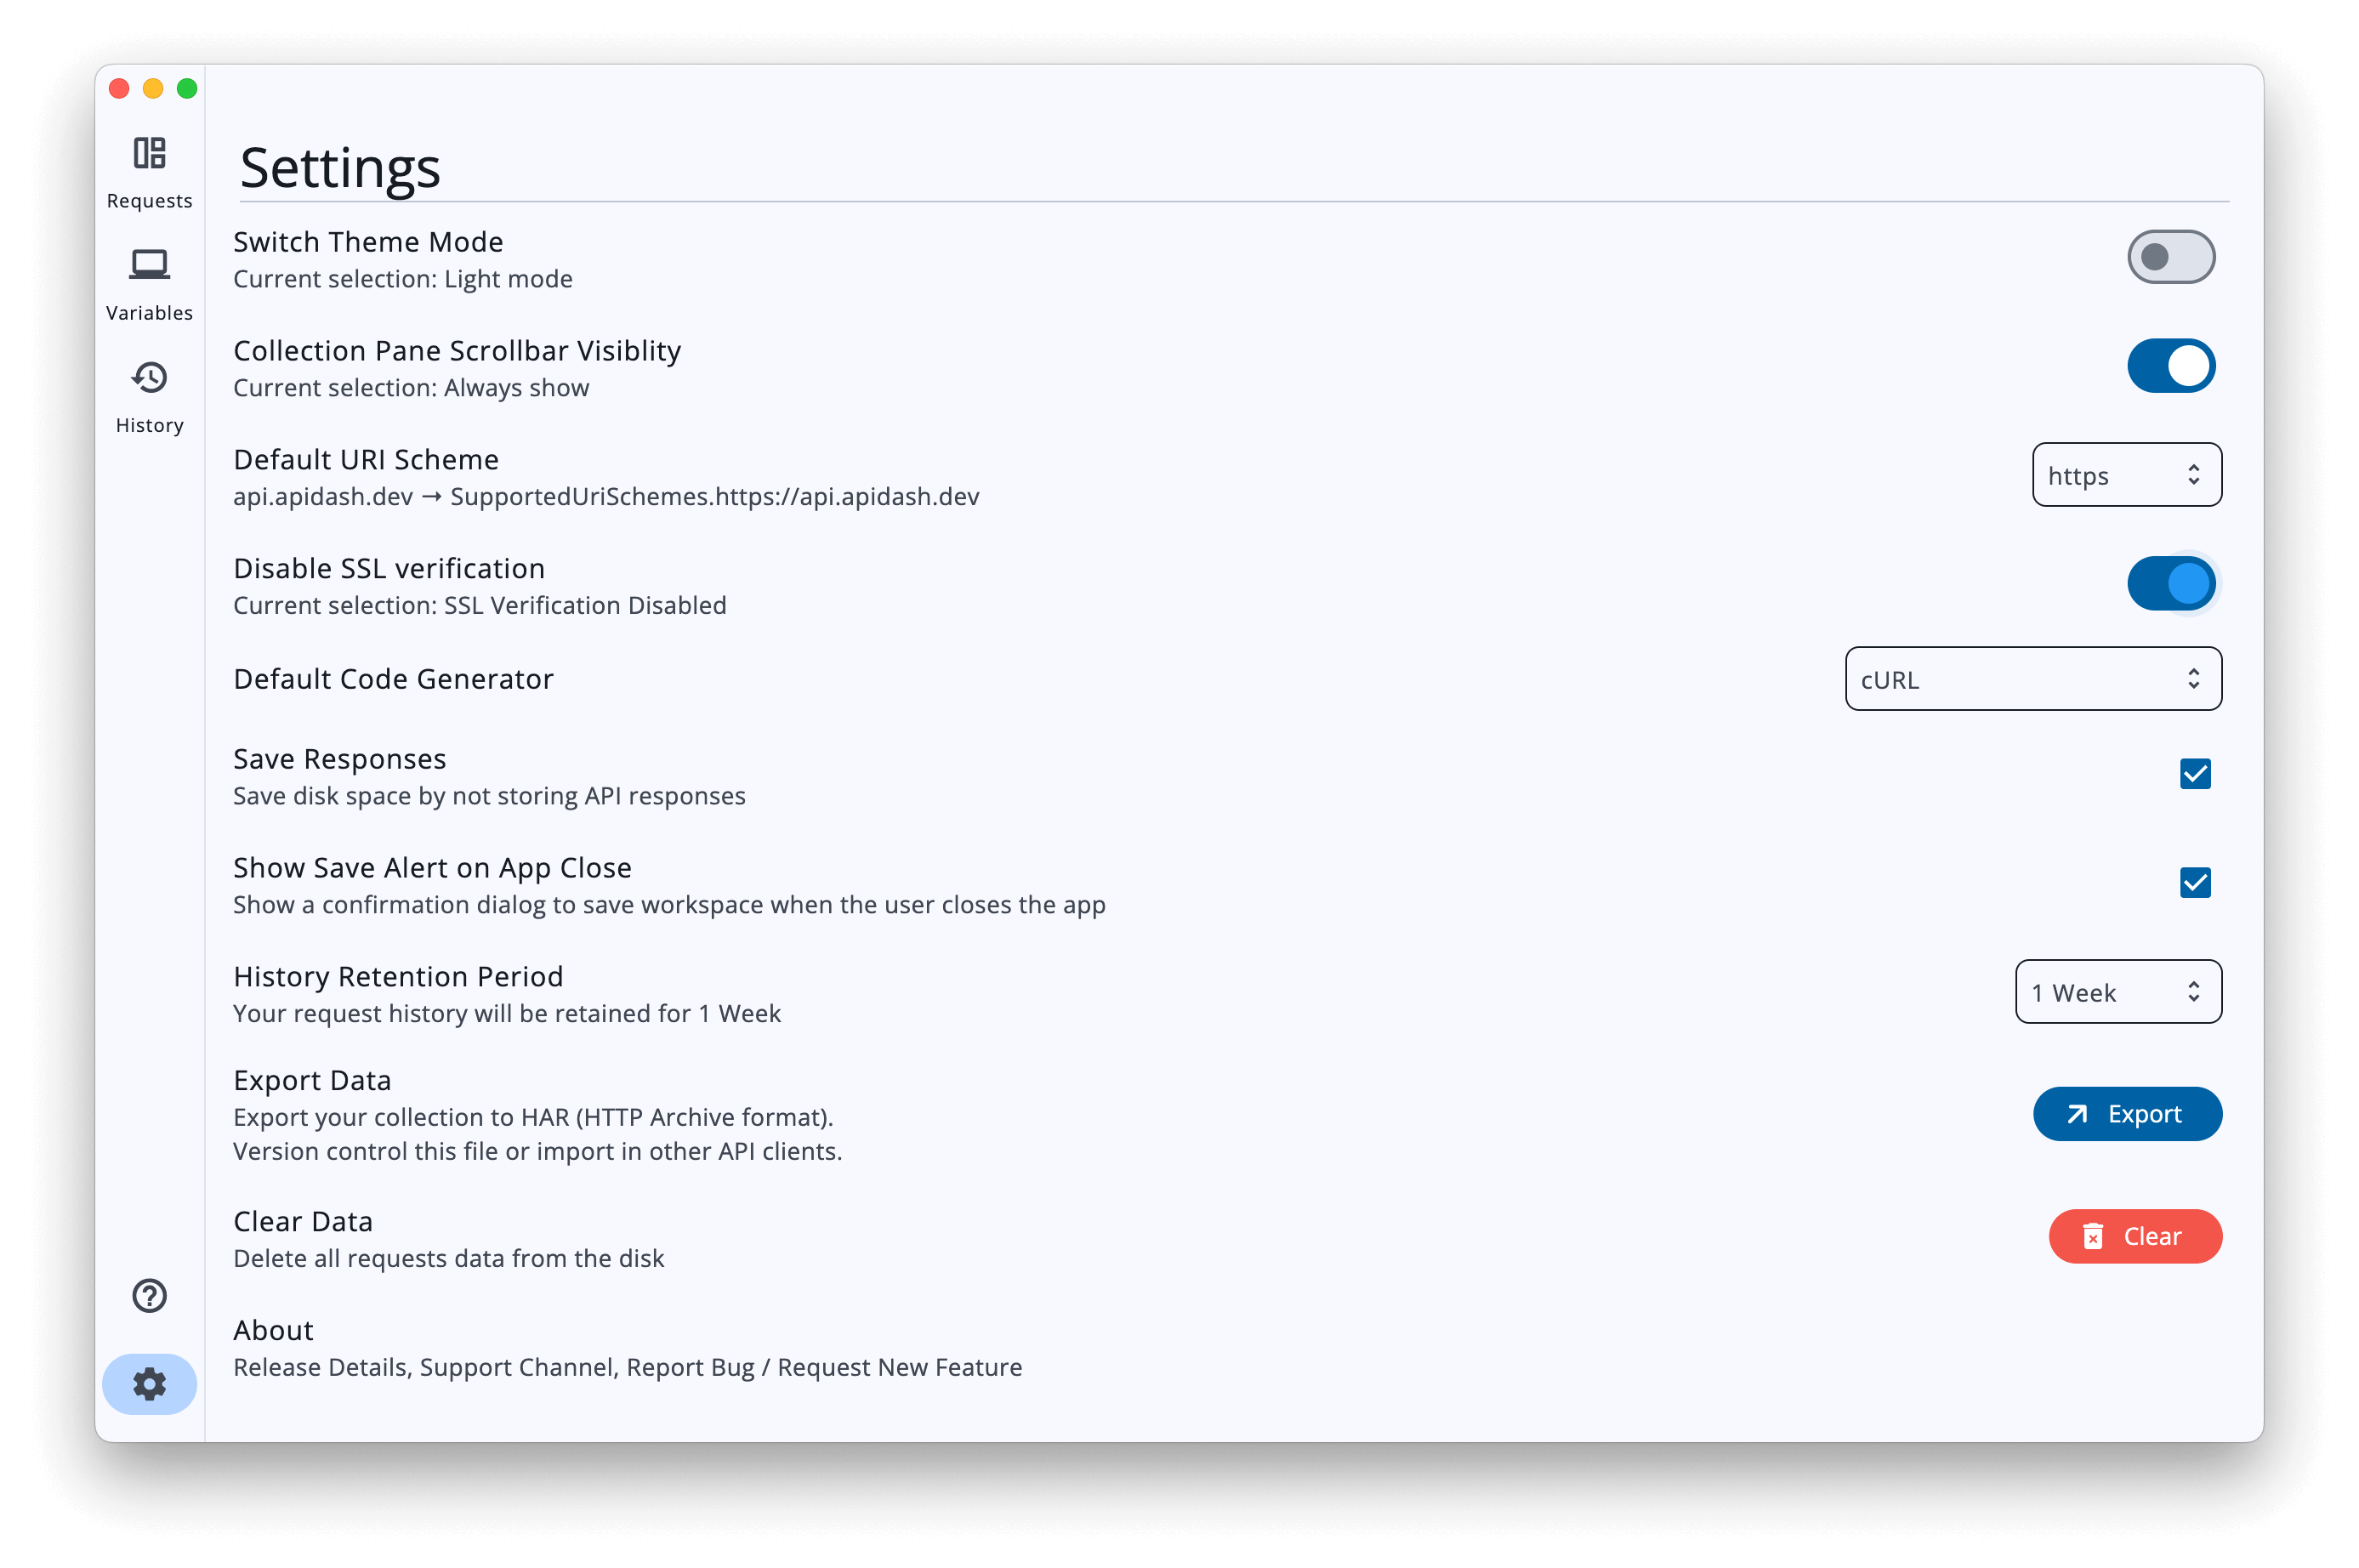 Requests
Variables
History
Settings
Switch Theme Mode
Current selection: Light mode
Collection Pane Scrollbar Visiblity
Current selection: Always show
Default URI Scheme
api.apidash.dev → SupportedUriSchemes.https://api.apidash.dev
https
Disable SSL verification
Current selection: SSL Verification Disabled
Default Code Generator
cURL
Save Responses
Save disk space by not storing API responses
Show Save Alert on App Close
Show a confirmation dialog to save workspace when the user closes the app
History Retention Period
Your request history will be retained for 1 Week
1 Week
Export Data
Export your collection to HAR (HTTP Archive format).
Version control this file or import in other API clients.
Export
Clear Data
Delete all requests data from the disk
Clear
About
Release Details, Support Channel, Report Bug / Request New Feature